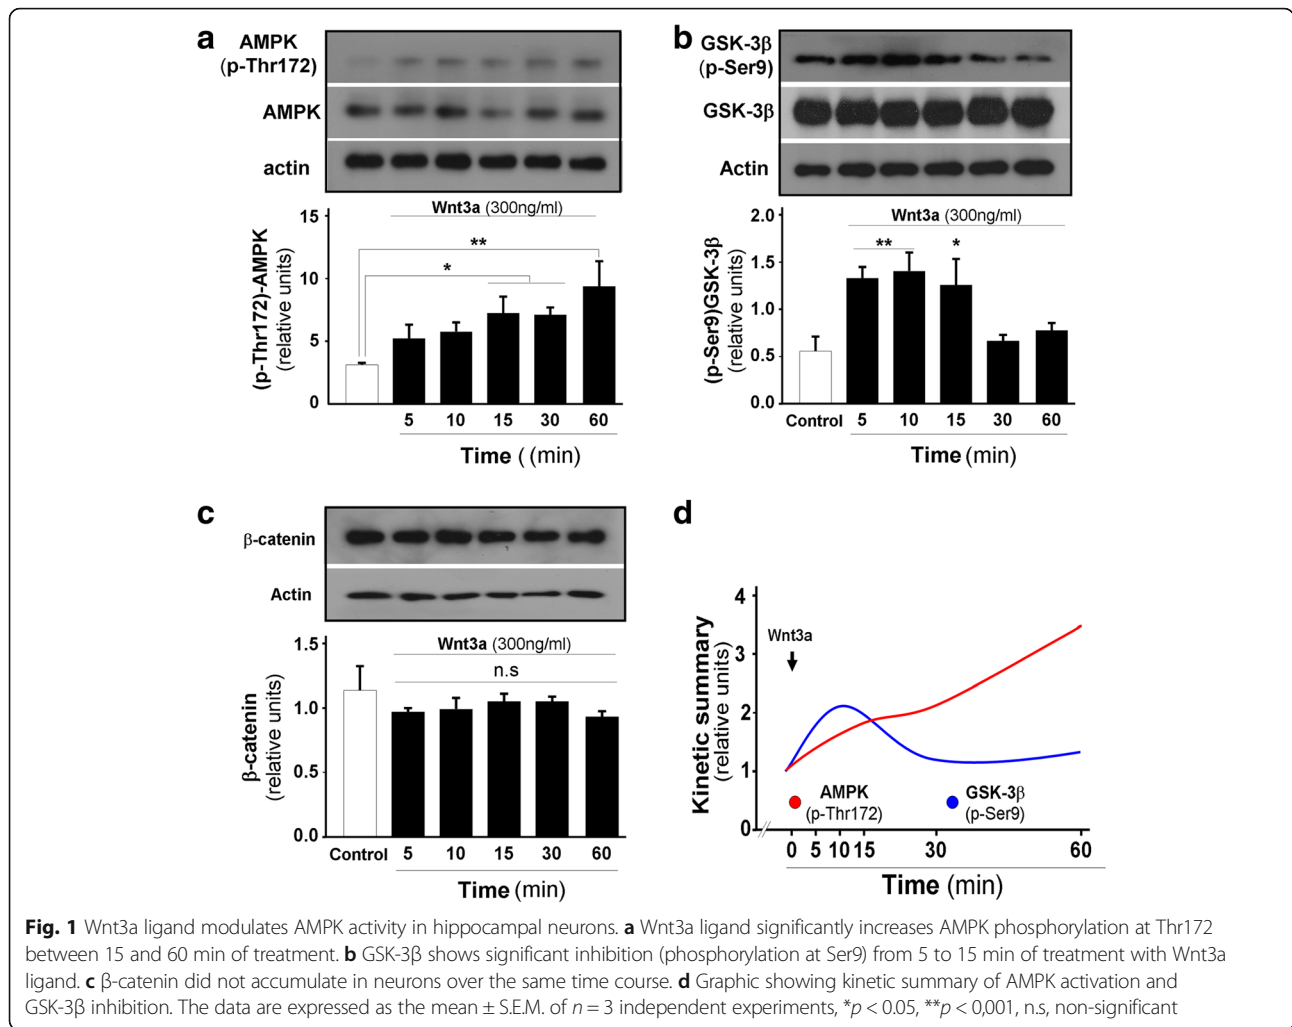 a
AMPK
(p-Thr172)
AMPK
actin
15
10
5
0
(p-Thr172)-AMPK
(relative units)
Wnt3a (300ng/ml)
**
*
5 10 15 30 60
Time ( (min)
b
GSK-3β
(p-Ser9)
GSK-3β
Actin
2.0
1.5
1.0
0.5
0.0
(p-Ser9)GSK-3β
(relative units)
Wnt3a (300ng/ml)
** *
Control 5 10 15 30 60
Time (min)
c
β-catenin
Actin
1.5
1.0
0.5
0.0
β-catenin
(relative units)
Wnt3a (300ng/ml)
n.s
Control 5 10 15 30 60
Time (min)
d
4
3
2
1
0
Kinetic summary
(relative units)
Wnt3a
AMPK
(p-Thr172)
GSK-3β
(p-Ser9)
0 5 10 15 30 60
Time (min)
Fig. 1 Wnt3a ligand modulates AMPK activity in hippocampal neurons. a Wnt3a ligand significantly increases AMPK phosphorylation at Thr172
between 15 and 60 min of treatment. b GSK-3β shows significant inhibition (phosphorylation at Ser9) from 5 to 15 min of treatment with Wnt3a
ligand. c β-catenin did not accumulate in neurons over the same time course. d Graphic showing kinetic summary of AMPK activation and
GSK-3β inhibition. The data are expressed as the mean ± S.E.M. of n = 3 independent experiments, *p < 0.05, **p < 0,001, n.s, non-significant